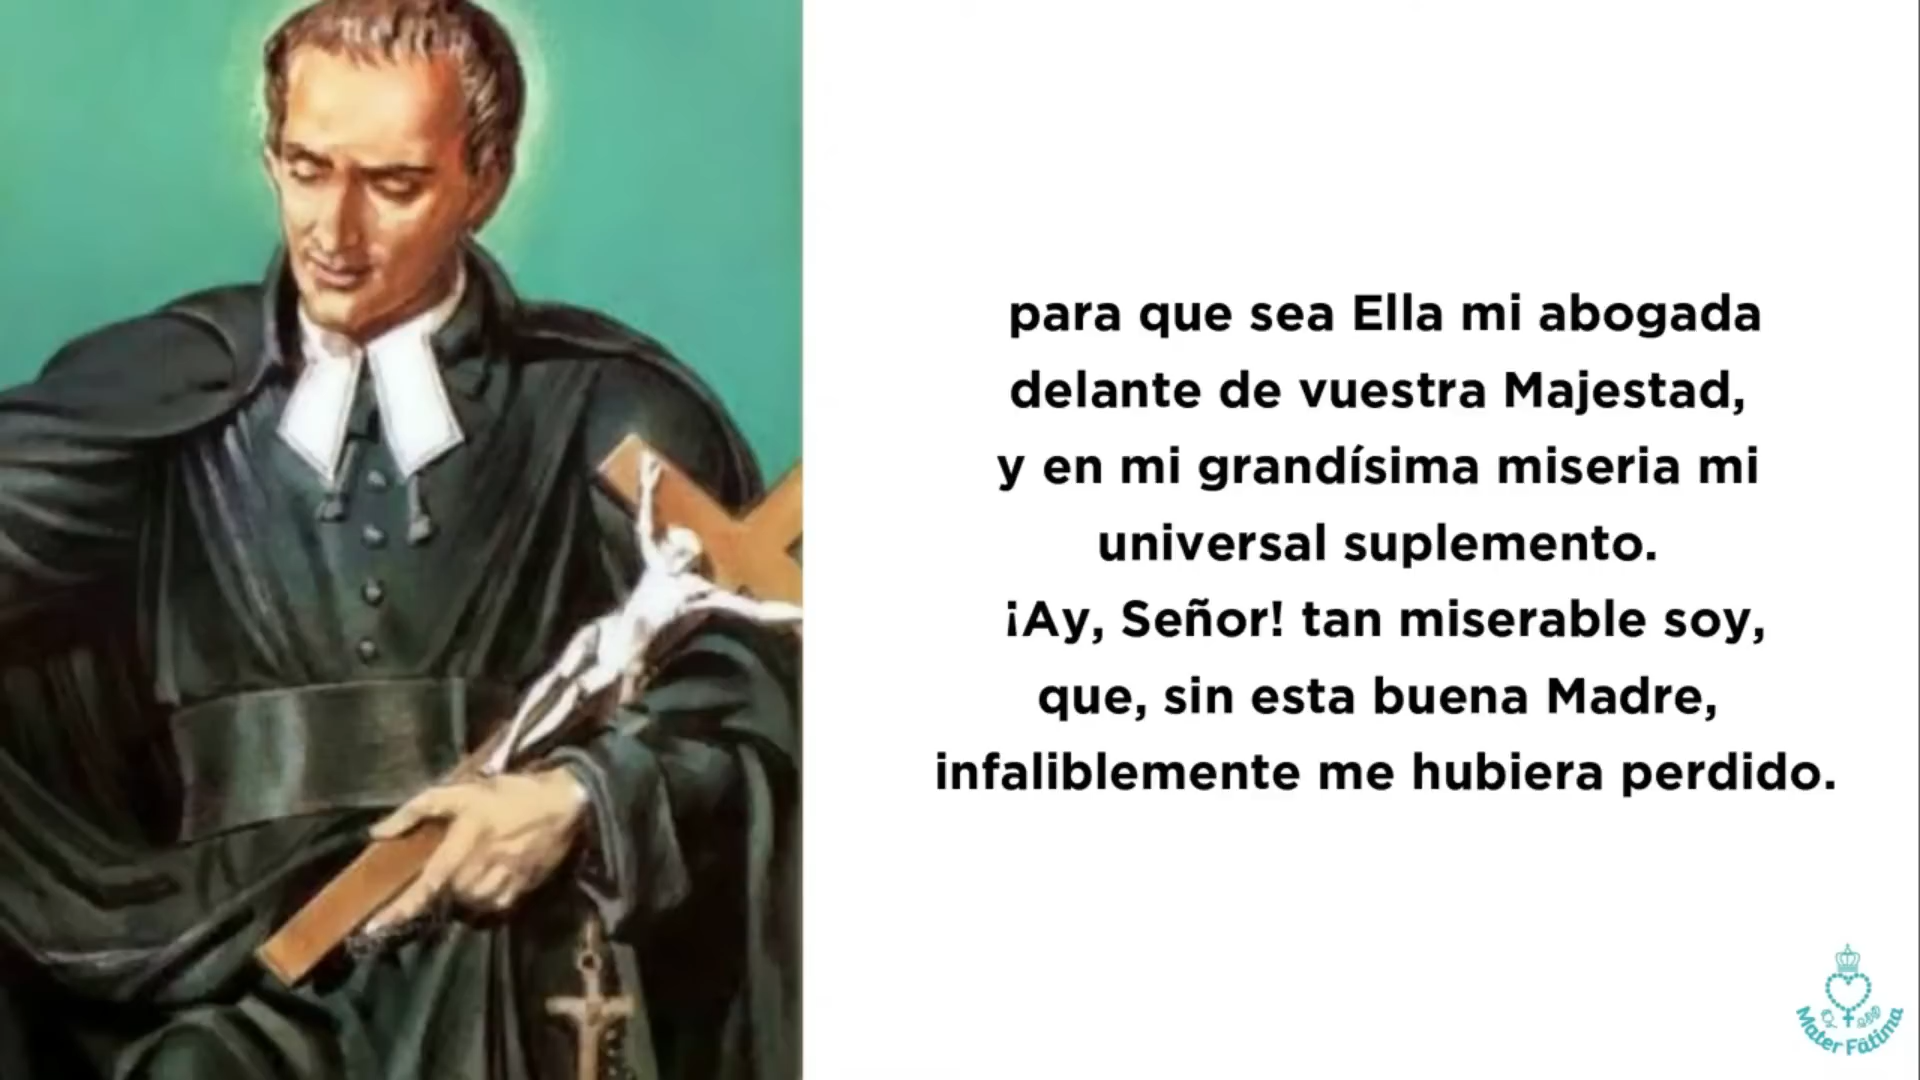 para que sea Ella mi abogada
delante de vuestra Majestad,
y en mi grandísima miseria mi
universal suplemento.
¡Ay, Señor! tan miserable soy,
que, sin esta buena Madre,
infaliblemente me hubiera perdido.
Mater Fátima